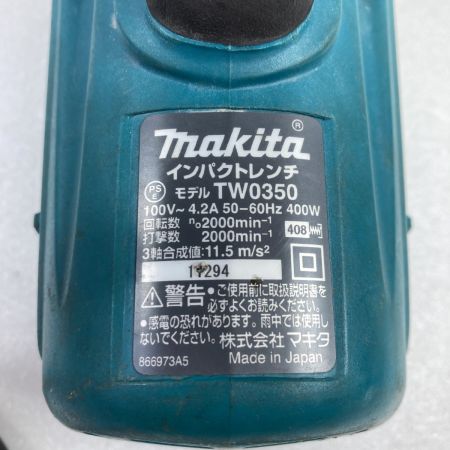 makita®
インパクトレンチ
PS E モデル TW0350
100V~ 4.2A 50-60Hz 400W
回転数 n₀2000min⁻¹
打撃数 2000min⁻¹ 408
3軸合成値:11.5 m/s²
警告 ●ご使用前に取扱説明書を
必ずよくお読みください。
●感電の恐れがあります。雨中では使用し
ないでください。 株式会社 マキタ
866973A5 Made in Japan